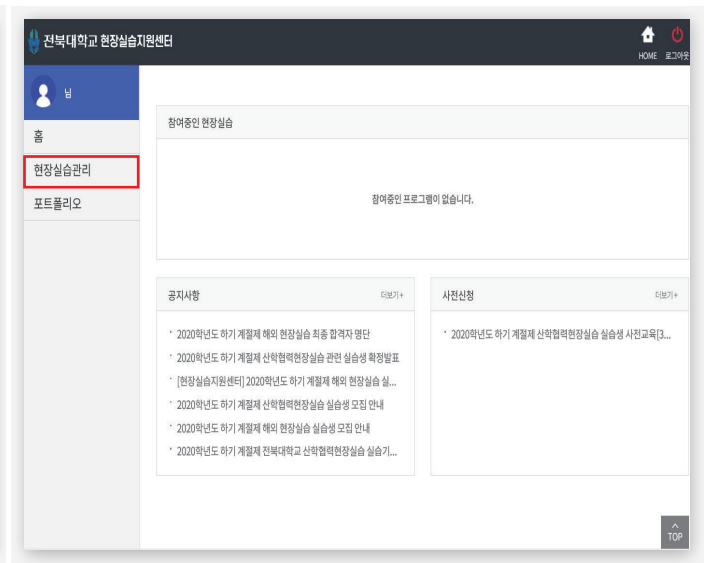 전북대학교 현장실습지원센터
HOME
로그아웃
님
홈
현장실습관리
포트폴리오
참여중인 현장실습
참여중인 프로그램이 없습니다.
공지사항
더보기+
· 2020학년도 하기 계절제 해외 현장실습 최종 합격자 명단
· 2020학년도 하기 계절제 산학협력현장실습 관련 실습생 확정발표
· [현장실습지원센터] 2020학년도 하기 계절제 해외 현장실습 실...
· 2020학년도 하기 계절제 산학협력현장실습 실습생 모집 안내
· 2020학년도 하기 계절제 해외 현장실습 실습생 모집 안내
· 2020학년도 하기 계절제 전북대학교 산학협력현장실습 실습기...
사전신청
더보기+
· 2020학년도 하기 계절제 산학협력현장실습 실습생 사전교육[3...
TOP